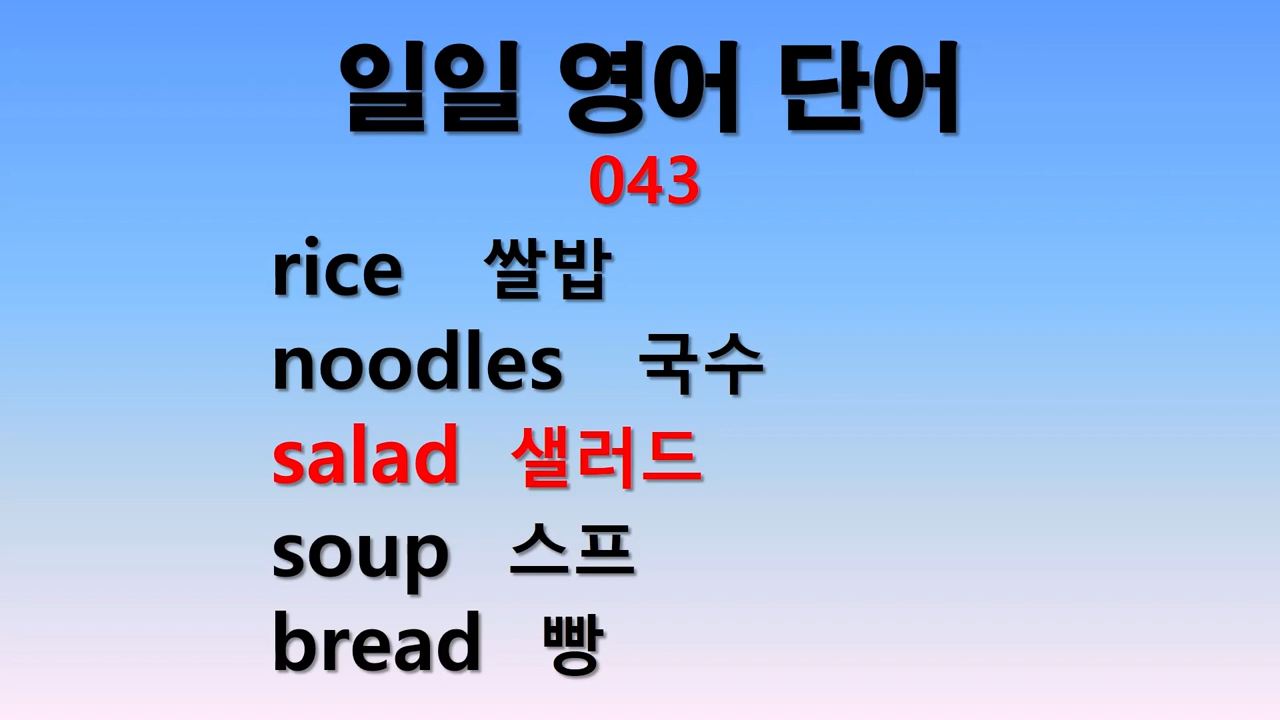 일일 영어 단어
043
rice 쌀밥
noodles 국수
salad 샐러드
soup 스프
bread 빵